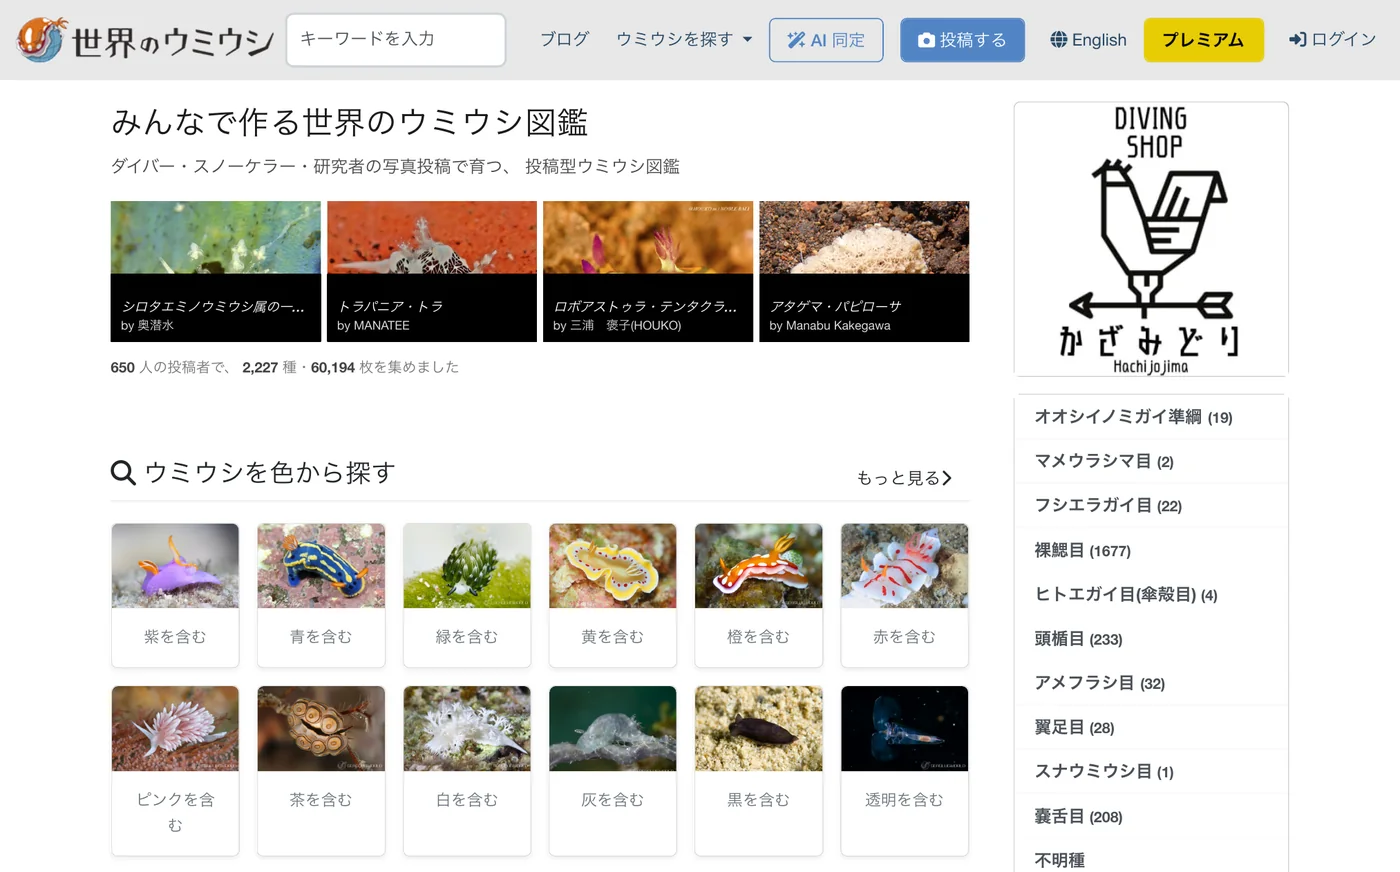 世界のウミウシ
キーワードを入力
ブログ
ウミウシを探す
AI 同定
投稿する
English
プレミアム
ログイン
みんなで作る世界のウミウシ図鑑
ダイバー・スノーケラー・研究者の写真投稿で育つ、 投稿型ウミウシ図鑑
シロタエミノウミウシ属の一...
by 奥潜水
トラパニア・トラ
by MANATEE
ロボアストゥラ・テンタクラ...
by 三浦　褒子(HOUKO)
アタゲマ・パピローサ
by Manabu Kakegawa
650 人の投稿者で、 2,227 種・60,194 枚を集めました
ウミウシを色から探す
もっと見る
紫を含む
青を含む
緑を含む
黄を含む
橙を含む
赤を含む
ピンクを含
む
茶を含む
白を含む
灰を含む
黒を含む
透明を含む
DIVING
SHOP
かざみどり
Hachijojima
オオシイノミガイ準綱 (19)
マメウラシマ目 (2)
フシエラガイ目 (22)
裸鰓目 (1677)
ヒトエガイ目(傘殻目) (4)
頭楯目 (233)
アメフラシ目 (32)
翼足目 (28)
スナウミウシ目 (1)
嚢舌目 (208)
不明種